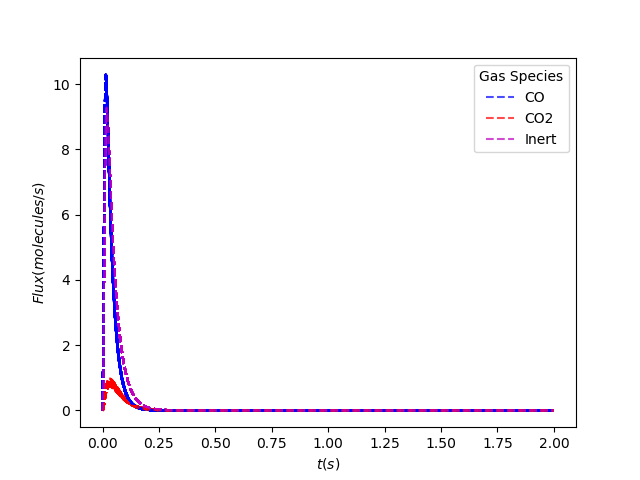 Gas Species
CO
CO2
Inert
10
8
6
4
2
0
Flux(molecules/s)
0.00 0.25 0.50 0.75 1.00 1.25 1.50 1.75 2.00
t(s)